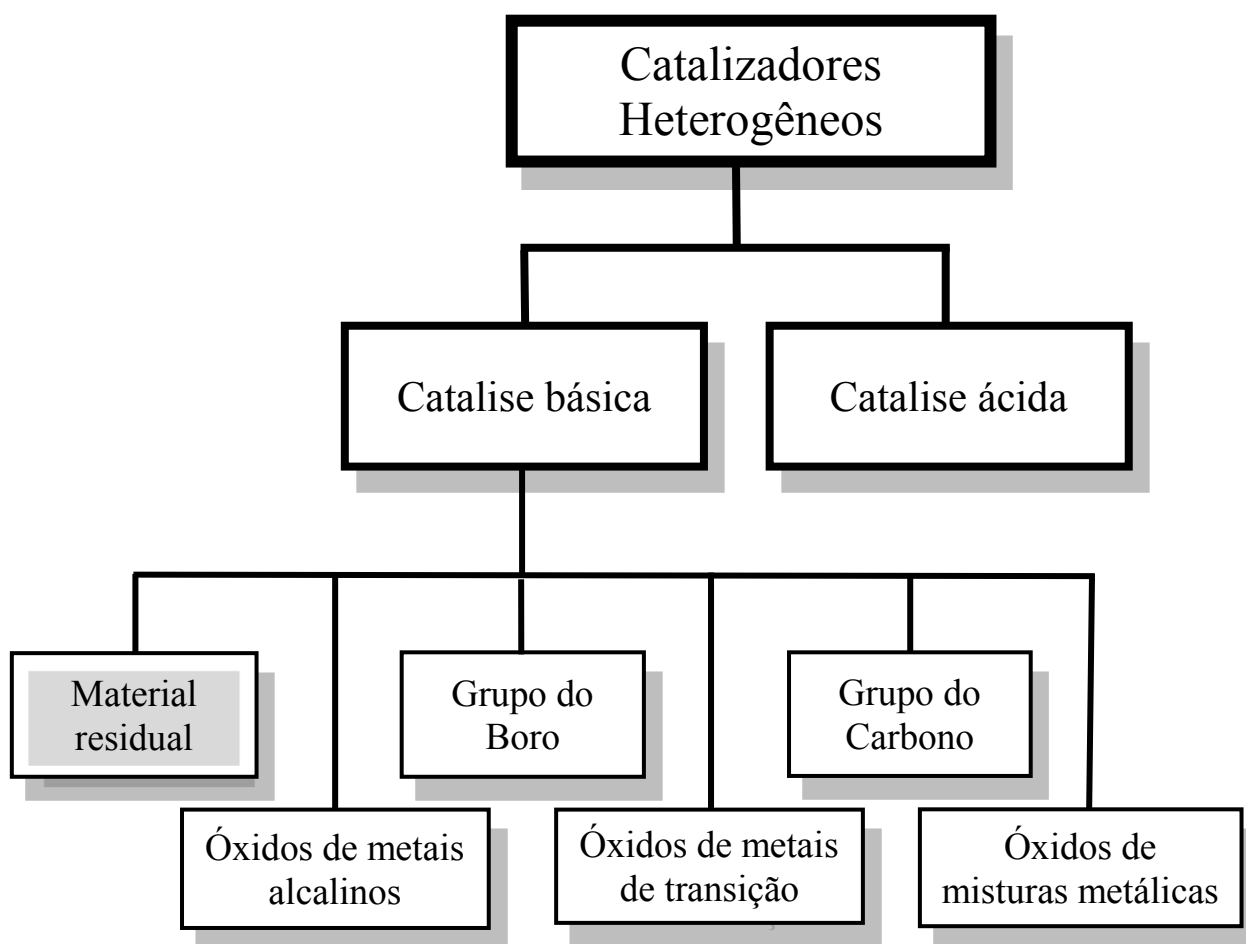 Catalizadores
Heterogêneos
Catalise básica
Catalise ácida
Material
residual
Grupo do
Boro
Grupo do
Carbono
Óxidos de metais
alcalinos
Óxidos de metais
de transição
Óxidos de
misturas metálicas